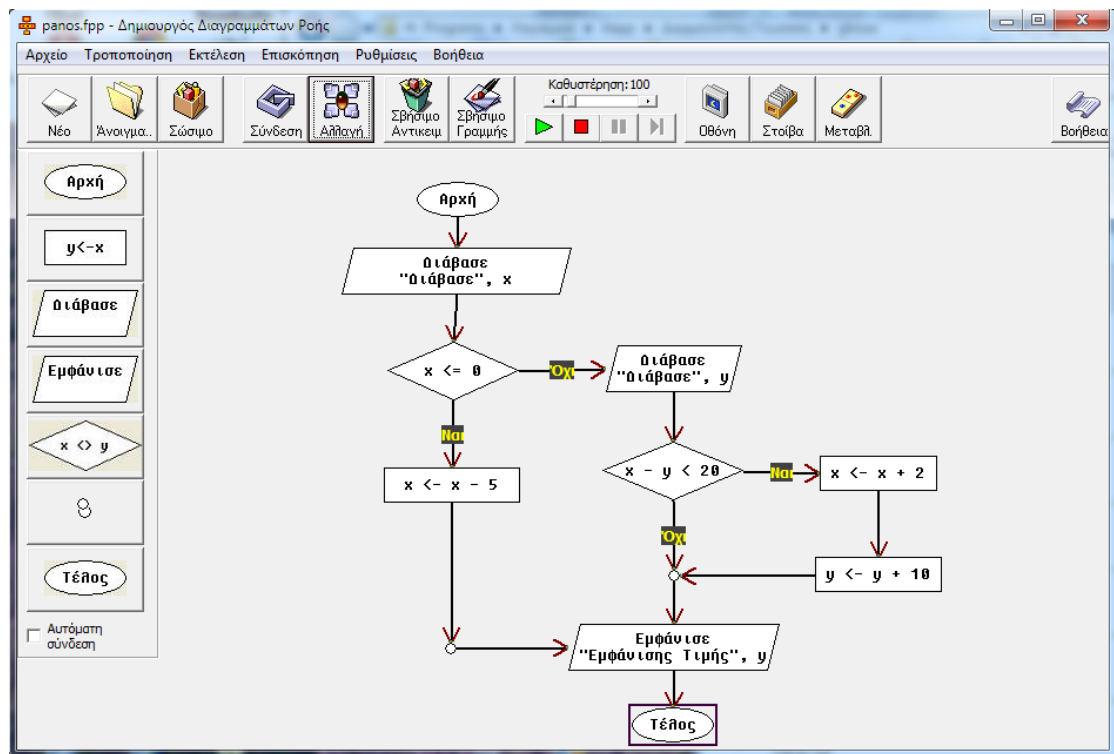 panos.fpp - Δημιουργός Διαγραμμάτων Ροής
Αρχείο Τροποποίηση Εκτέλεση Επισκόπηση Ρυθμίσεις Βοήθεια
Νέο
Άνοιγμα..
Σώσιμο
Σύνδεση
Αλλαγή
Σβήσιμο
Αντικειμ.
Σβήσιμο
Γραμμής
Καθυστέρηση: 100
Οθόνη
Στοίβα
Μεταβλ.
Βοήθεια
Αρχή
y<-x
Διάβασε
Εμφάνισε
x <> y
Τέλος
Αυτόματη
σύνδεση
Αρχή
Διάβασε
"Διάβασε", x
x <= 0
Όχι
Διάβασε
"Διάβασε", y
Ναι
x <- x - 5
x - y < 20
Ναι
x <- x + 2
Όχι
y <- y + 10
Εμφάνισε
"Εμφάνισης Τιμής", y
Τέλος